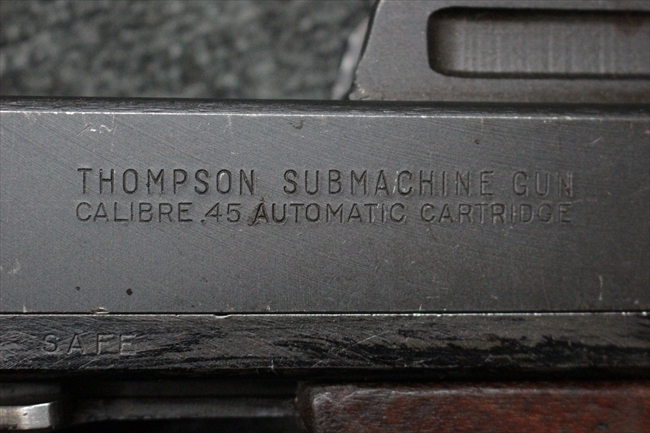 THOMPSON SUBMACHINE GUN
CALIBRE .45 AUTOMATIC CARTRIDGE
SAFE